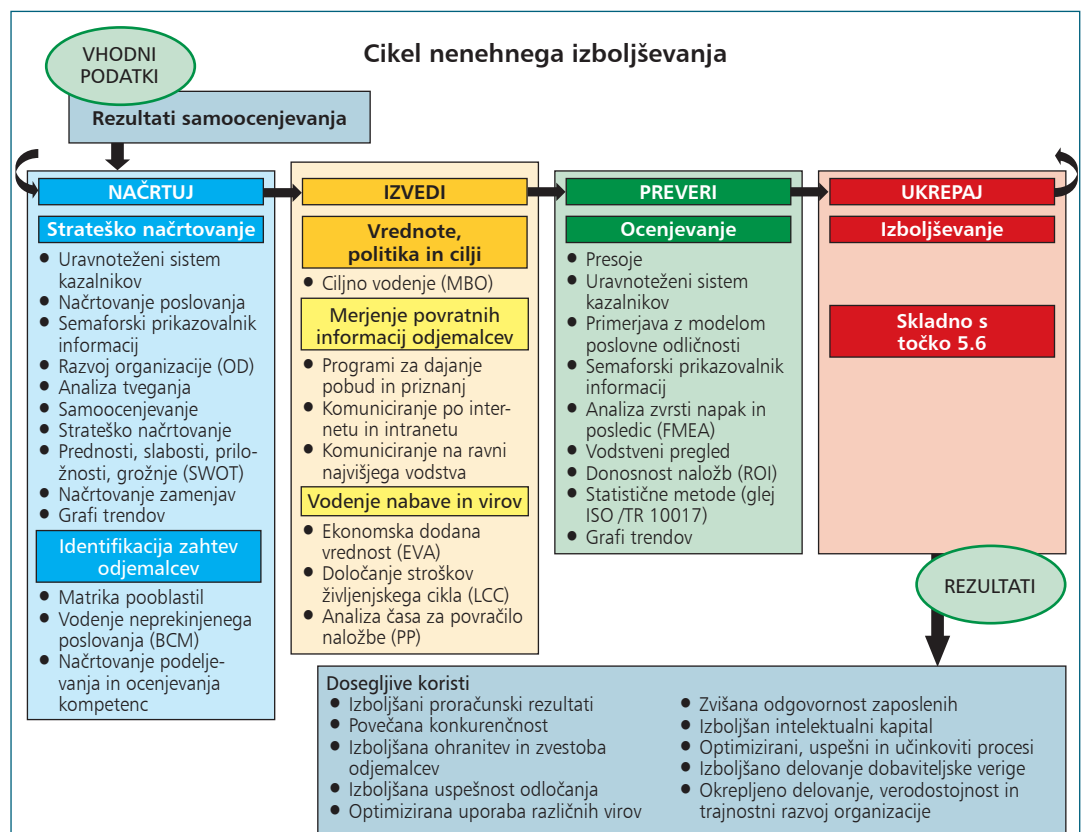 Cikel nenehnega izboljševanja
VHODNI
PODATKI
Rezultati samoocenjevanja
NAČRTUJ
Strateško načrtovanje
● Uravnoteženi sistem
kazalnikov
● Načrtovanje poslovanja
● Semaforski prikazovalnik
informacij
● Razvoj organizacije (OD)
● Analiza tveganja
● Samoocenjevanje
● Strateško načrtovanje
● Prednosti, slabosti, prilo-
žnosti, grožnje (SWOT)
● Načrtovanje zamenjav
● Grafi trendov
Identifikacija zahtev
odjemalcev
● Matrika pooblastil
● Vodenje neprekinjenega
poslovanja (BCM)
● Načrtovanje podelje-
vanja in ocenjevanja
kompetenc
IZVEDI
Vrednote,
politika in cilji
● Ciljno vodenje (MBO)
Merjenje povratnih
informacij odjemalcev
● Programi za dajanje
pobud in priznanj
● Komuniciranje po inter-
netu in intranetu
● Komuniciranje na ravni
najvišjega vodstva
Vodenje nabave in virov
● Ekonomska dodana
vrednost (EVA)
● Določanje stroškov
življenjskega cikla (LCC)
● Analiza časa za povračilo
naložbe (PP)
PREVERI
Ocenjevanje
● Presoje
● Uravnoteženi sistem
kazalnikov
● Primerjava z modelom
poslovne odličnosti
● Semaforski prikazovalnik
informacij
● Analiza zvrsti napak in
posledic (FMEA)
● Vodstveni pregled
● Donosnost naložb (ROI)
● Statistične metode (glej
ISO /TR 10017)
● Grafi trendov
UKREPAJ
Izboljševanje
Skladno s
točko 5.6
REZULTATI
Dosegljive koristi
● Izboljšani proračunski rezultati
● Povečana konkurenčnost
● Izboljšana ohranitev in zvestoba
odjemalcev
● Izboljšana uspešnost odločanja
● Optimizirana uporaba različnih virov
● Zvišana odgovornost zaposlenih
● Izboljšan intelektualni kapital
● Optimizirani, uspešni in učinkoviti procesi
● Izboljšano delovanje dobaviteljske verige
● Okrepljeno delovanje, verodostojnost in
trajnostni razvoj organizacije